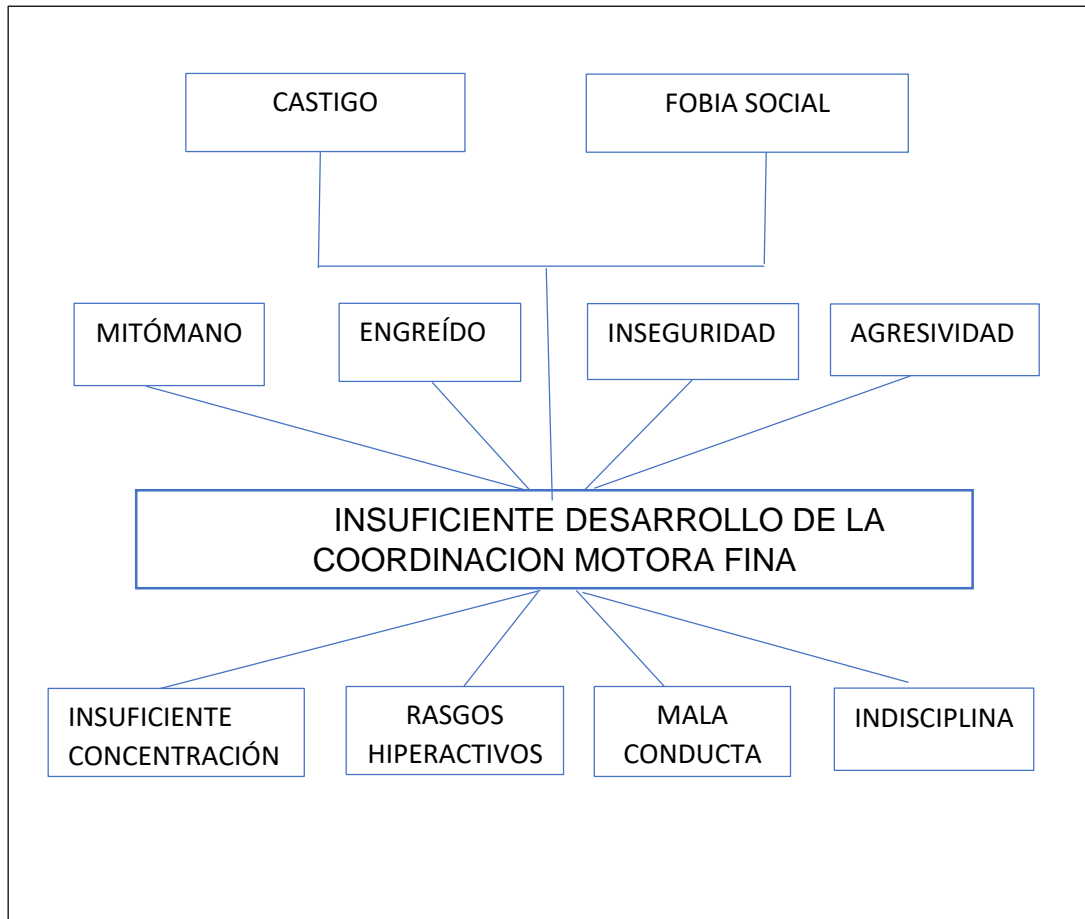 CASTIGO
FOBIA SOCIAL
MITÓMANO
ENGREÍDO
INSEGURIDAD
AGRESIVIDAD
INSUFICIENTE DESARROLLO DE LA
COORDINACION MOTORA FINA
INSUFICIENTE
CONCENTRACIÓN
RASGOS
HIPERACTIVOS
MALA
CONDUCTA
INDISCIPLINA